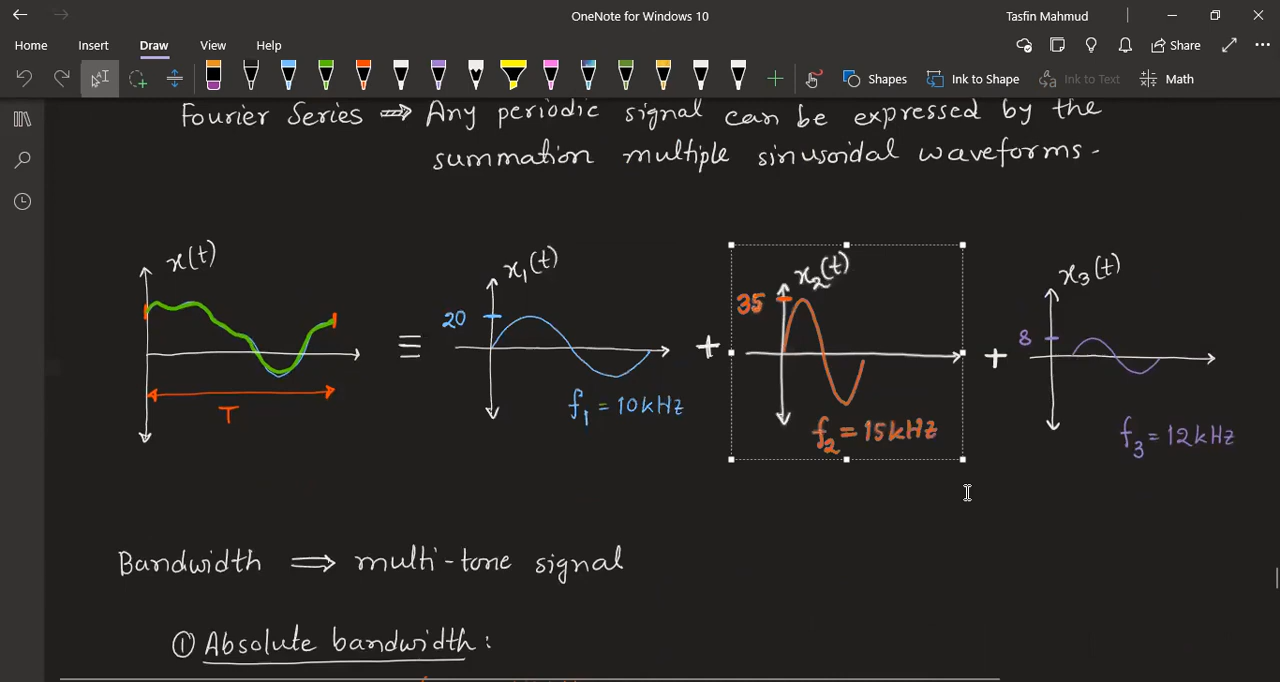 OneNote for Windows 10
Tasfin Mahmud
Home Insert Draw View Help
Share
Shapes Ink to Shape Ink to Text Math
Fourier Series ⟹ Any periodic signal can be expressed by the
summation multiple sinusoidal waveforms.
x(t)
T
≡
x₁(t)
20
f₁ = 10kHz
+
x₂(t)
35
f₂ = 15kHz
+
x₃(t)
8
f₃ = 12kHz
Bandwidth ⟹ multi-tone signal
① Absolute bandwidth: